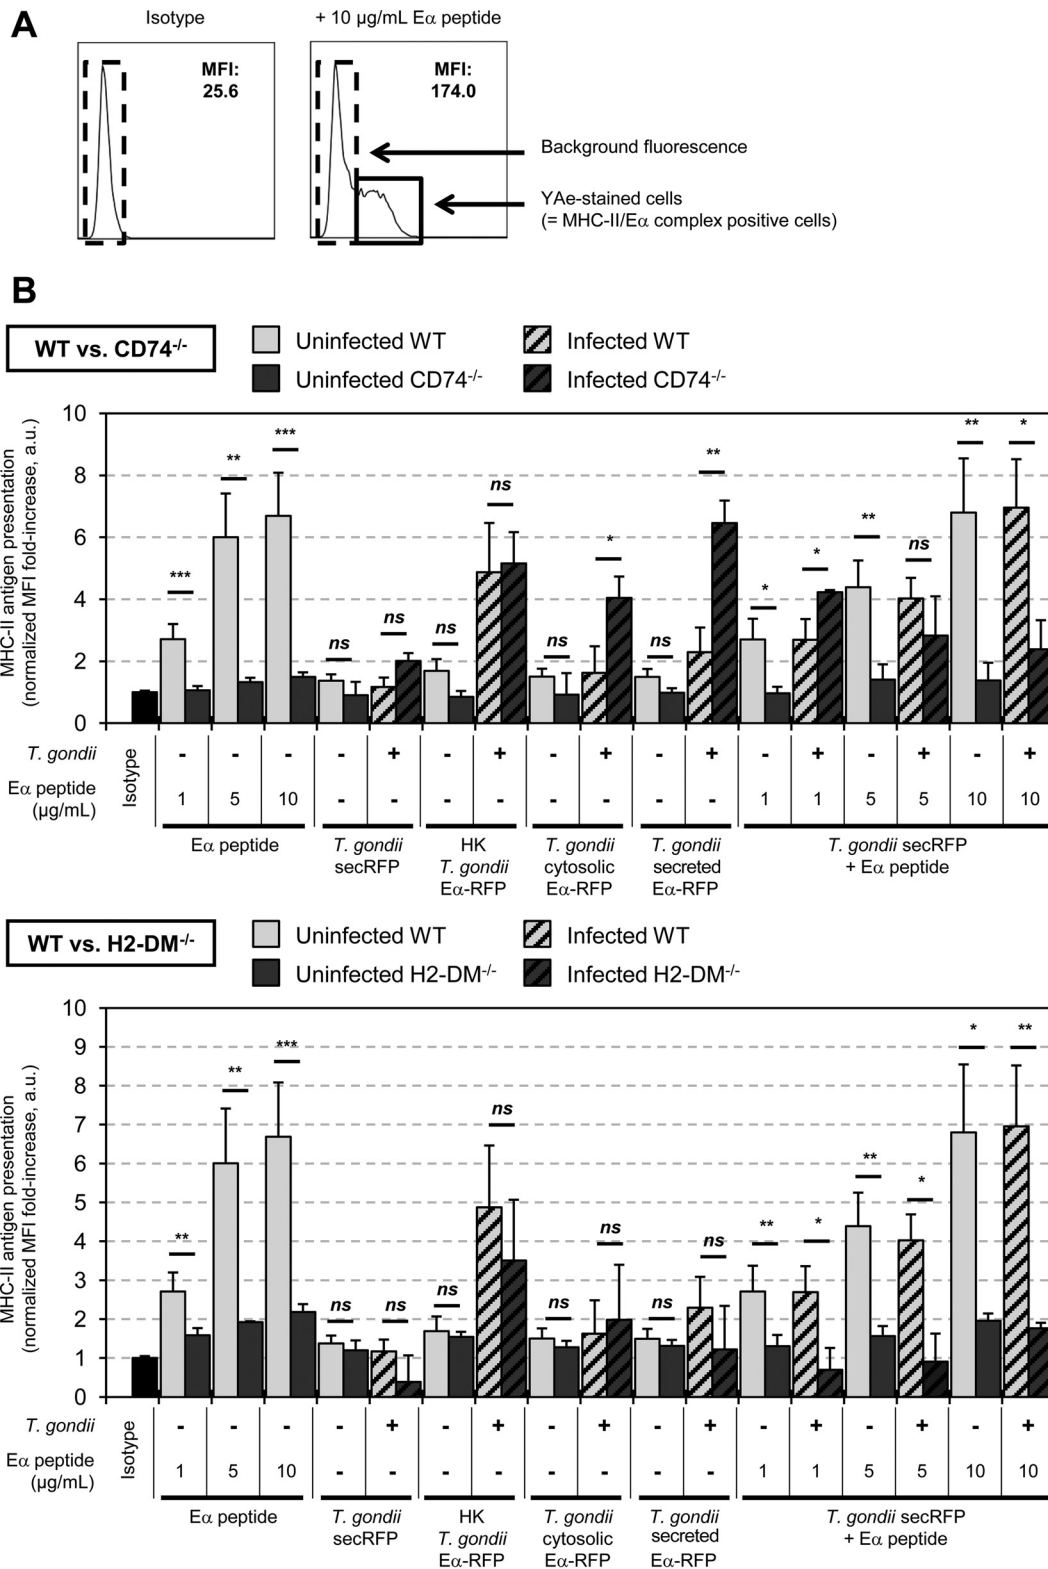 A
Isotype
+ 10 µg/mL Eα peptide
MFI:
25.6
MFI:
174.0
Background fluorescence
YAe-stained cells
(= MHC-II/Eα complex positive cells)
B
WT vs. CD74-/-
Uninfected WT
Infected WT
Uninfected CD74-/-
Infected CD74-/-
MHC-II antigen presentation
(normalized MFI fold-increase, a.u.)
10
8
6
4
2
0
*** ** *** ns ns ns ns ns * ns ** * * ** ns ** *
T. gondii - - - - + - + - + - + - + - + - +
Eα peptide
(µg/mL)
Isotype
1 5 10 - - - - - - - - 1 1 5 5 10 10
Eα peptide
T. gondii
secRFP
HK
T. gondii
Eα-RFP
T. gondii
cytosolic
Eα-RFP
T. gondii
secreted
Eα-RFP
T. gondii secRFP
+ Eα peptide
WT vs. H2-DM-/-
Uninfected WT
Infected WT
Uninfected H2-DM-/-
Infected H2-DM-/-
MHC-II antigen presentation
(normalized MFI fold-increase, a.u.)
10
9
8
7
6
5
4
3
2
1
0
** ** *** ns ns ns ns ns ns ns ns ** * ** * * **
T. gondii - - - - + - + - + - + - + - + - +
Eα peptide
(µg/mL)
Isotype
1 5 10 - - - - - - - - 1 1 5 5 10 10
Eα peptide
T. gondii
secRFP
HK
T. gondii
Eα-RFP
T. gondii
cytosolic
Eα-RFP
T. gondii
secreted
Eα-RFP
T. gondii secRFP
+ Eα peptide